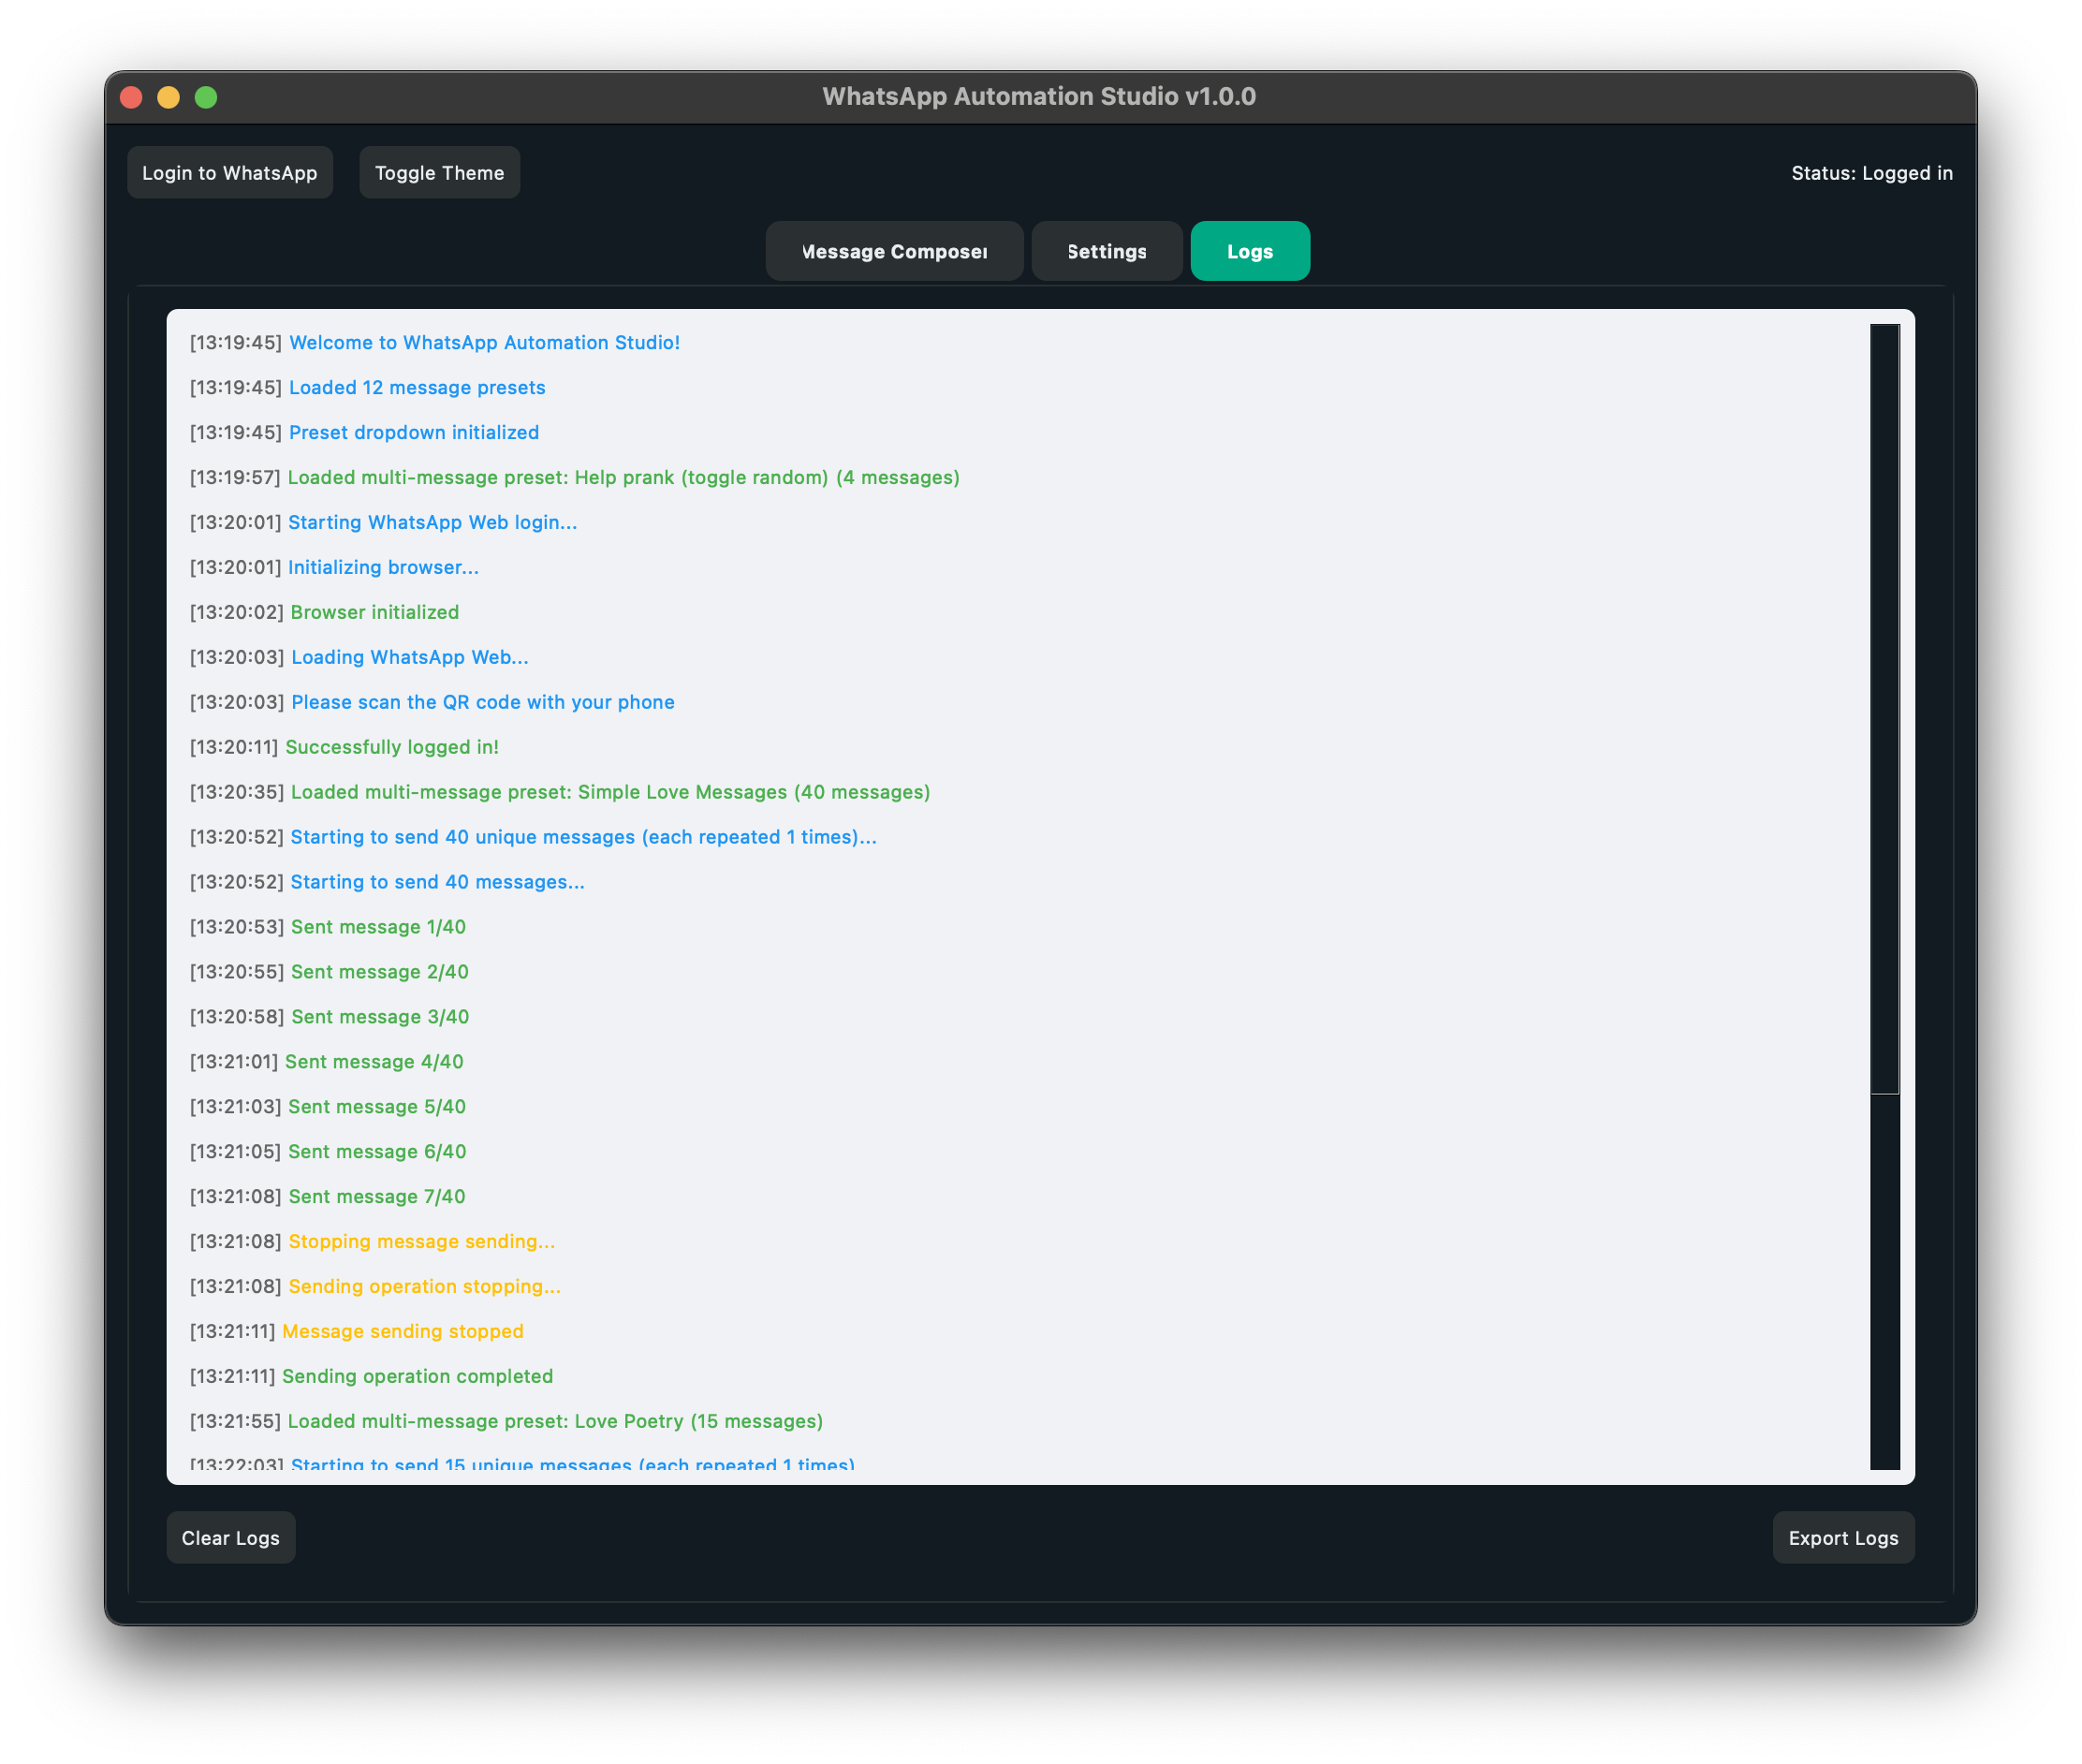 WhatsApp Automation Studio v1.0.0
Login to WhatsApp
Toggle Theme
Status: Logged in
Message Composer
Settings
Logs
[13:19:45] Welcome to WhatsApp Automation Studio!
[13:19:45] Loaded 12 message presets
[13:19:45] Preset dropdown initialized
[13:19:57] Loaded multi-message preset: Help prank (toggle random) (4 messages)
[13:20:01] Starting WhatsApp Web login...
[13:20:01] Initializing browser...
[13:20:02] Browser initialized
[13:20:03] Loading WhatsApp Web...
[13:20:03] Please scan the QR code with your phone
[13:20:11] Successfully logged in!
[13:20:35] Loaded multi-message preset: Simple Love Messages (40 messages)
[13:20:52] Starting to send 40 unique messages (each repeated 1 times)...
[13:20:52] Starting to send 40 messages...
[13:20:53] Sent message 1/40
[13:20:55] Sent message 2/40
[13:20:58] Sent message 3/40
[13:21:01] Sent message 4/40
[13:21:03] Sent message 5/40
[13:21:05] Sent message 6/40
[13:21:08] Sent message 7/40
[13:21:08] Stopping message sending...
[13:21:08] Sending operation stopping...
[13:21:11] Message sending stopped
[13:21:11] Sending operation completed
[13:21:55] Loaded multi-message preset: Love Poetry (15 messages)
[13:22:03] Starting to send 15 unique messages (each repeated 1 times)
Clear Logs
Export Logs